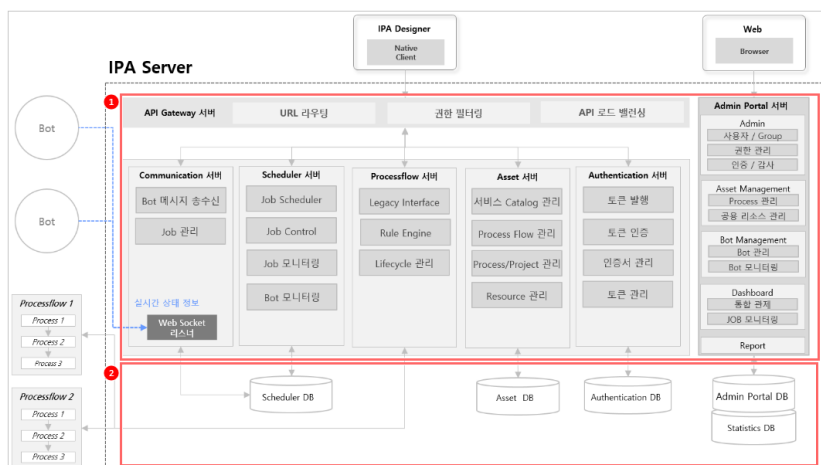 IPA Designer
Native
Client
Web
Browser
IPA Server
1
Bot
Bot
API Gateway 서버
URL 라우팅
권한 필터링
API 로드 밸런싱
Communication 서버
Bot 메시지 송수신
Job 관리
실시간 상태 정보
Web Socket
리스너
Scheduler 서버
Job Scheduler
Job Control
Job 모니터링
Bot 모니터링
Processflow 서버
Legacy Interface
Rule Engine
Lifecycle 관리
Asset 서버
서비스 Catalog 관리
Process Flow 관리
Process/Project 관리
Resource 관리
Authentication 서버
토큰 발행
토큰 인증
인증서 관리
토큰 관리
Admin Portal 서버
Admin
사용자 / Group
권한 관리
인증 / 감사
Asset Management
Process 관리
공용 리소스 관리
Bot Management
Bot 관리
Bot 모니터링
Dashboard
통합 관제
JOB 모니터링
Report
Processflow 1
Process 1
Process 2
Process 3
Processflow 2
Process 1
Process 2
Process 3
2
Scheduler DB
Asset DB
Authentication DB
Admin Portal DB
Statistics DB